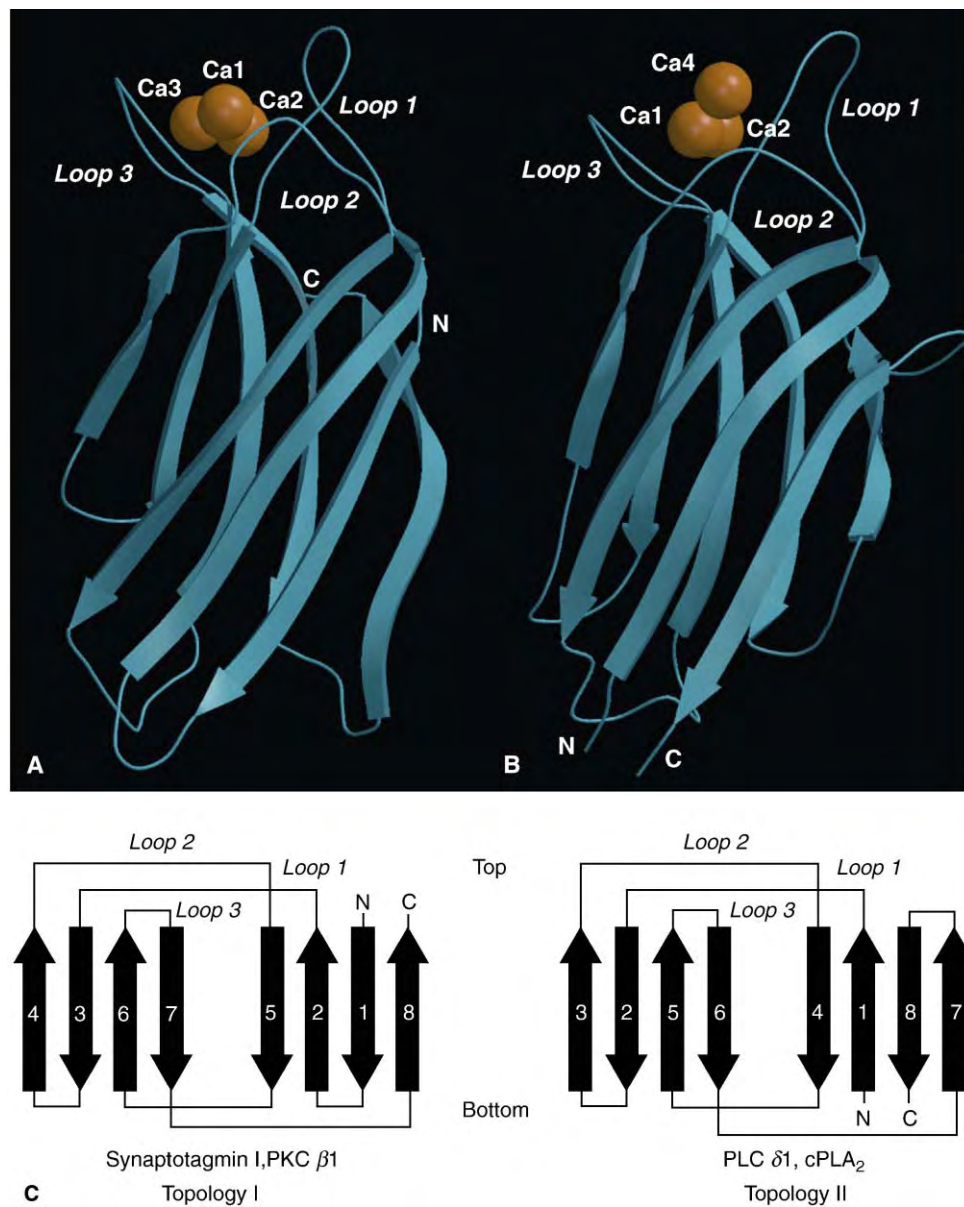 Ca1
Ca3
Ca2
Loop 1
Loop 3
Loop 2
C
N
A
Ca4
Ca1
Ca2
Loop 1
Loop 3
Loop 2
N
C
B
Loop 2
Loop 1
N C
Loop 3
4 3 6 7 5 2 1 8
Synaptotagmin I,PKC β1
Topology I
Top
Bottom
Loop 2
Loop 1
Loop 3
3 2 5 6 4 1 8 7
N C
PLC δ1, cPLA₂
Topology II
C